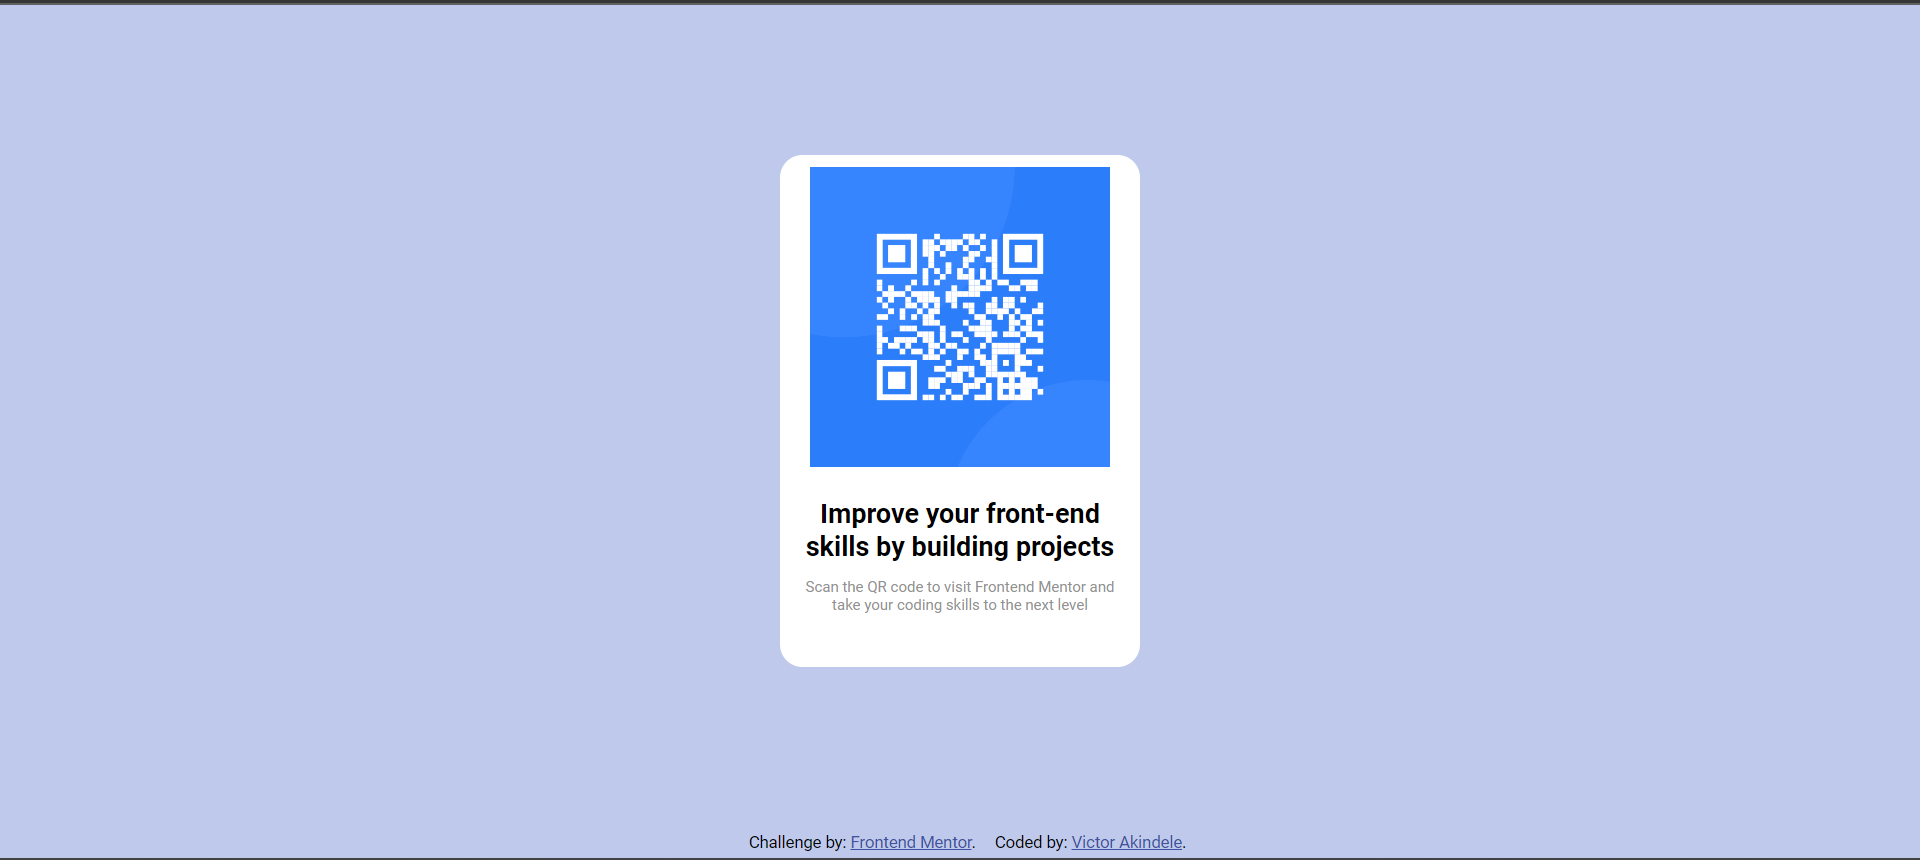 Improve your front-end
skills by building projects
Scan the QR code to visit Frontend Mentor and
take your coding skills to the next level
Challenge by: Frontend Mentor. Coded by: Victor Akindele.